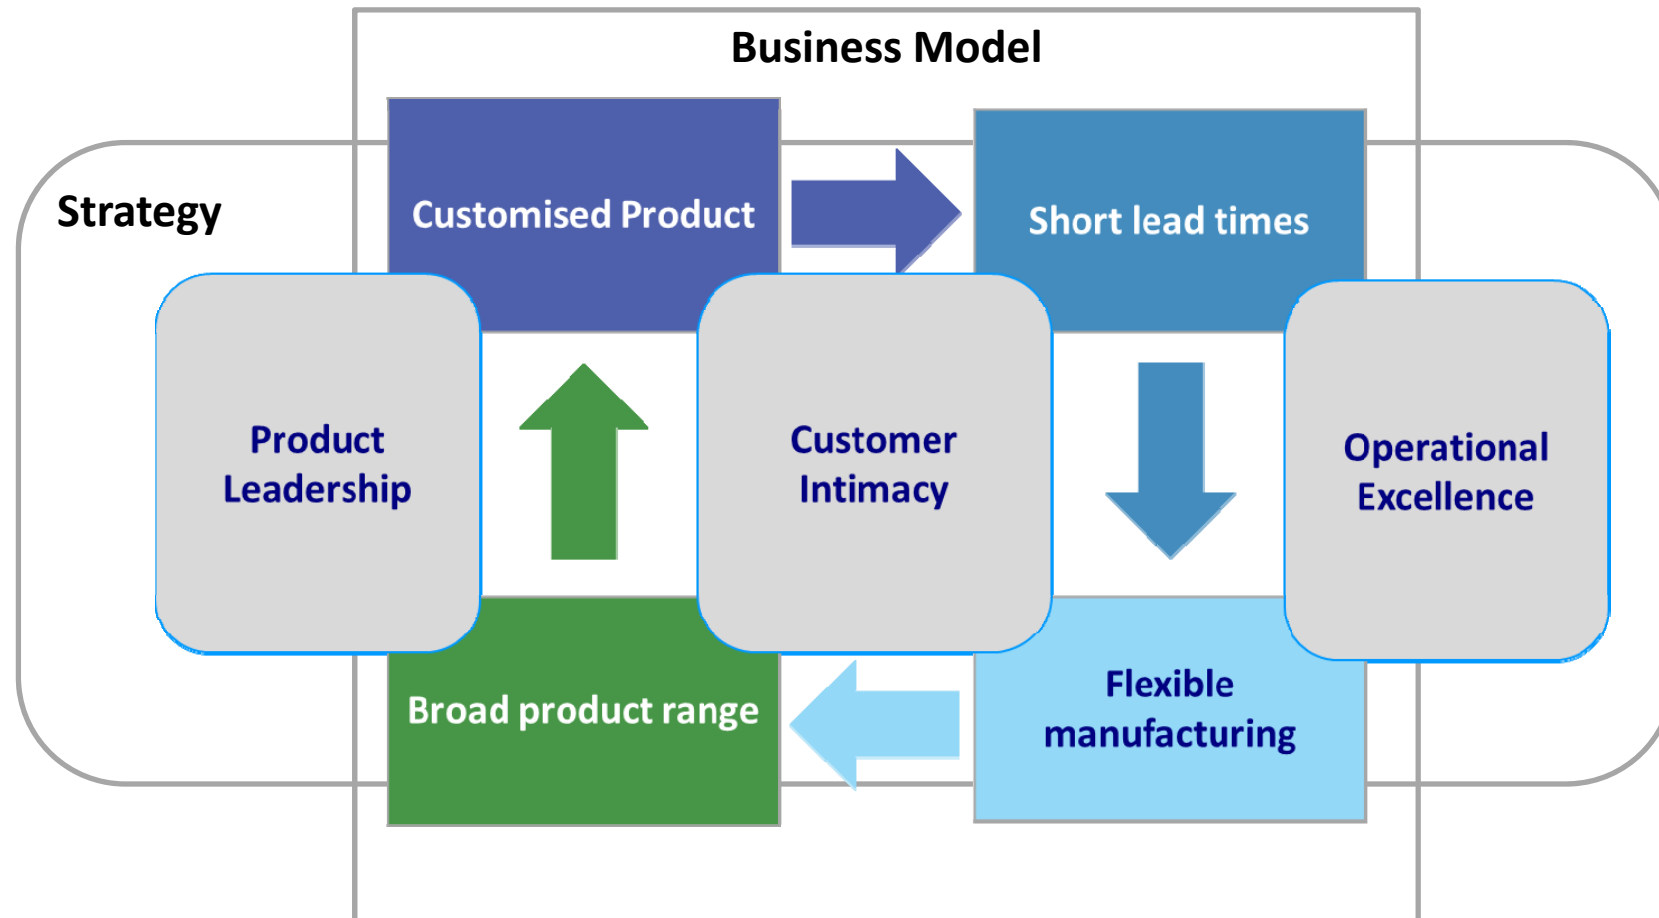 Business Model
Strategy
Customised Product
Short lead times
Product
Leadership
Customer
Intimacy
Operational
Excellence
Broad product range
Flexible
manufacturing